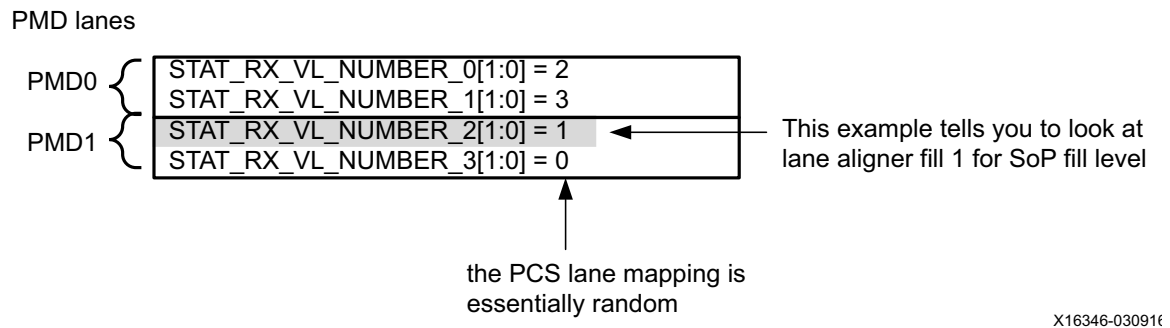 PMD lanes
PMD0
STAT_RX_VL_NUMBER_0[1:0] = 2
STAT_RX_VL_NUMBER_1[1:0] = 3
PMD1
STAT_RX_VL_NUMBER_2[1:0] = 1
STAT_RX_VL_NUMBER_3[1:0] = 0
This example tells you to look at
lane aligner fill 1 for SoP fill level
the PCS lane mapping is
essentially random
X16346-030916